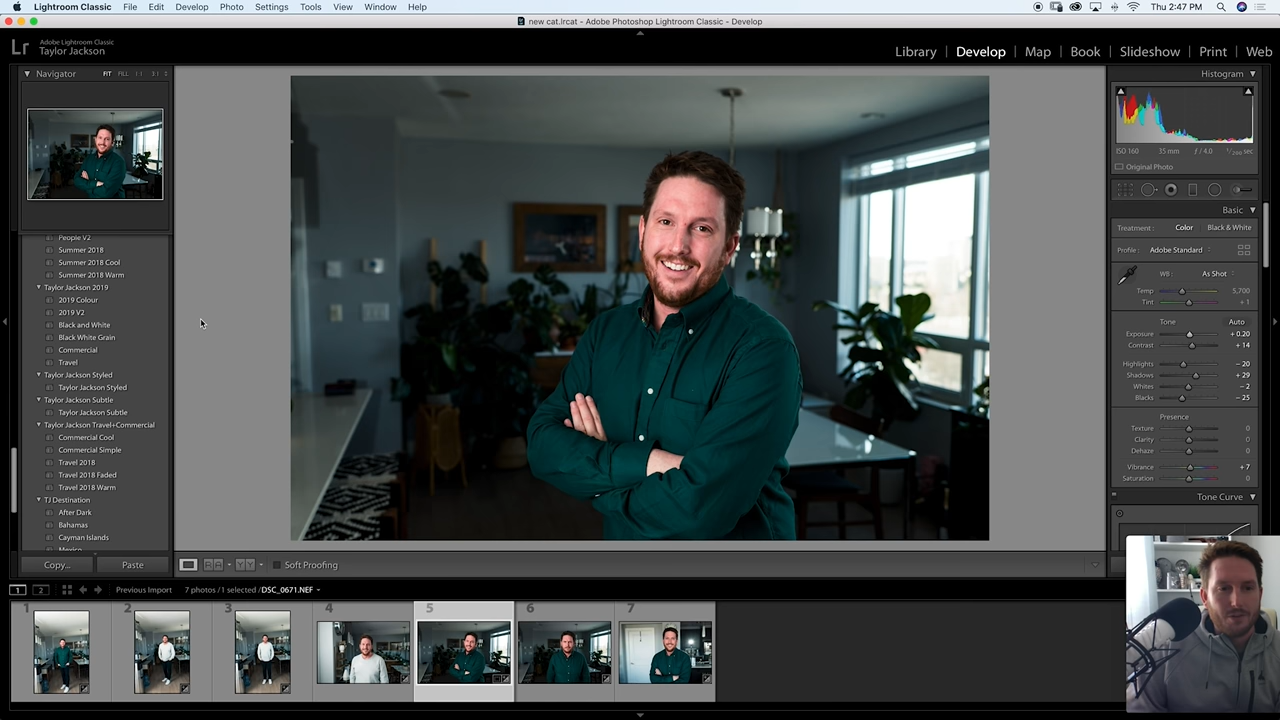 Lightroom Classic File Edit Develop Photo Settings Tools View Window Help Thu 2:47 PM
new cat.lrcat - Adobe Photoshop Lightroom Classic - Develop
Lr Adobe Lightroom Classic
Taylor Jackson
Library | Develop | Map | Book | Slideshow | Print | Web
Navigator FIT FILL 1:1 3:1
People V2
Summer 2018
Summer 2018 Cool
Summer 2018 Warm
Taylor Jackson 2019
2019 Colour
2019 V2
Black and White
Black White Grain
Commercial
Travel
Taylor Jackson Styled
Taylor Jackson Styled
Taylor Jackson Subtle
Taylor Jackson Subtle
Taylor Jackson Travel+Commercial
Commercial Cool
Commercial Simple
Travel 2018
Travel 2018 Faded
Travel 2018 Warm
TJ Destination
After Dark
Bahamas
Cayman Islands
Mexico
Copy... Paste
Soft Proofing
Histogram
ISO 160 35 mm ƒ / 4.0 1/200 sec
Original Photo
Basic
Treatment : Color Black & White
Profile : Adobe Standard
WB : As Shot
Temp 5,700
Tint + 1
Tone Auto
Exposure + 0.20
Contrast + 14
Highlights − 20
Shadows + 29
Whites − 2
Blacks − 25
Presence
Texture 0
Clarity 0
Dehaze 0
Vibrance + 7
Saturation 0
Tone Curve
1 2 Previous Import 7 photos / 1 selected / DSC_0671.NEF
1 2 3 4 5 6 7